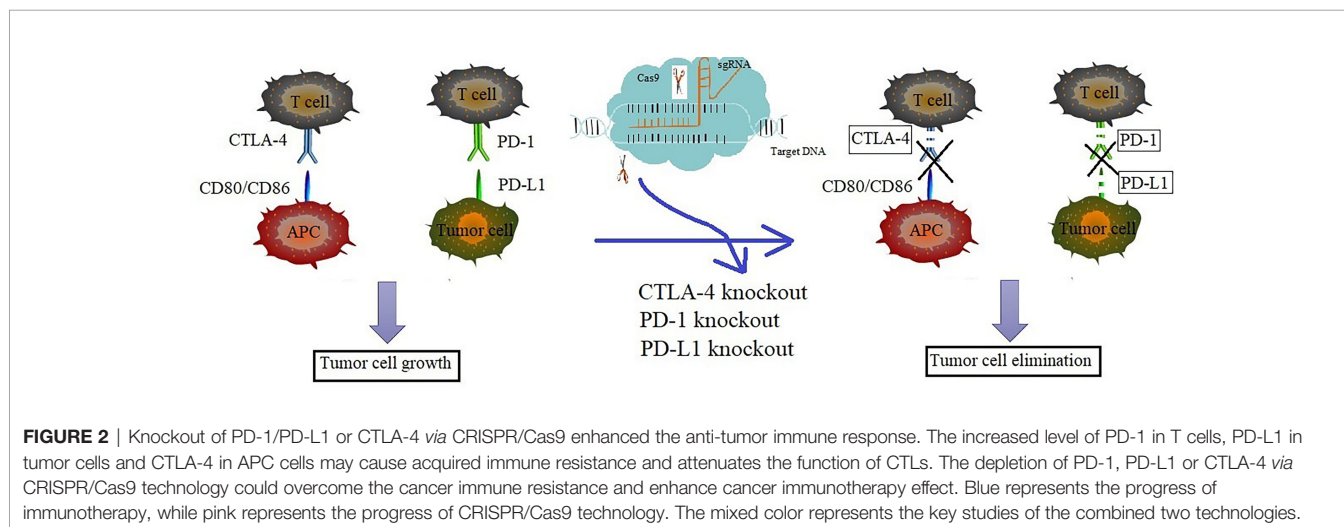 T cell
T cell
CTLA-4
PD-1
CD80/CD86
PD-L1
APC
Tumor cell
Tumor cell growth
Cas9
sgRNA
Target DNA
CTLA-4 knockout
PD-1 knockout
PD-L1 knockout
T cell
T cell
CTLA-4
PD-1
CD80/CD86
PD-L1
APC
Tumor cell
Tumor cell elimination
FIGURE 2 | Knockout of PD-1/PD-L1 or CTLA-4 via CRISPR/Cas9 enhanced the anti-tumor immune response. The increased level of PD-1 in T cells, PD-L1 in
tumor cells and CTLA-4 in APC cells may cause acquired immune resistance and attenuates the function of CTLs. The depletion of PD-1, PD-L1 or CTLA-4 via
CRISPR/Cas9 technology could overcome the cancer immune resistance and enhance cancer immunotherapy effect. Blue represents the progress of
immunotherapy, while pink represents the progress of CRISPR/Cas9 technology. The mixed color represents the key studies of the combined two technologies.